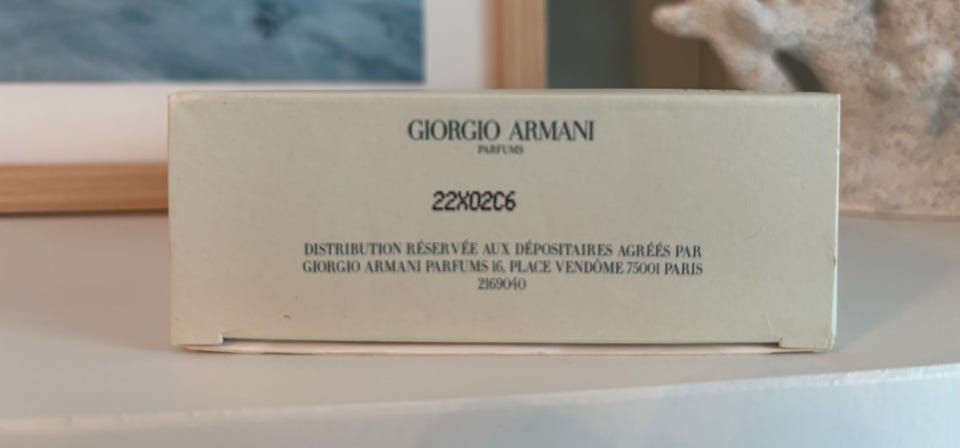 GIORGIO ARMANI
PARFUMS
22X02C6
DISTRIBUTION RÉSERVÉE AUX DÉPOSITAIRES AGRÉÉS PAR
GIORGIO ARMANI PARFUMS 16, PLACE VENDÔME 75001 PARIS
2169040